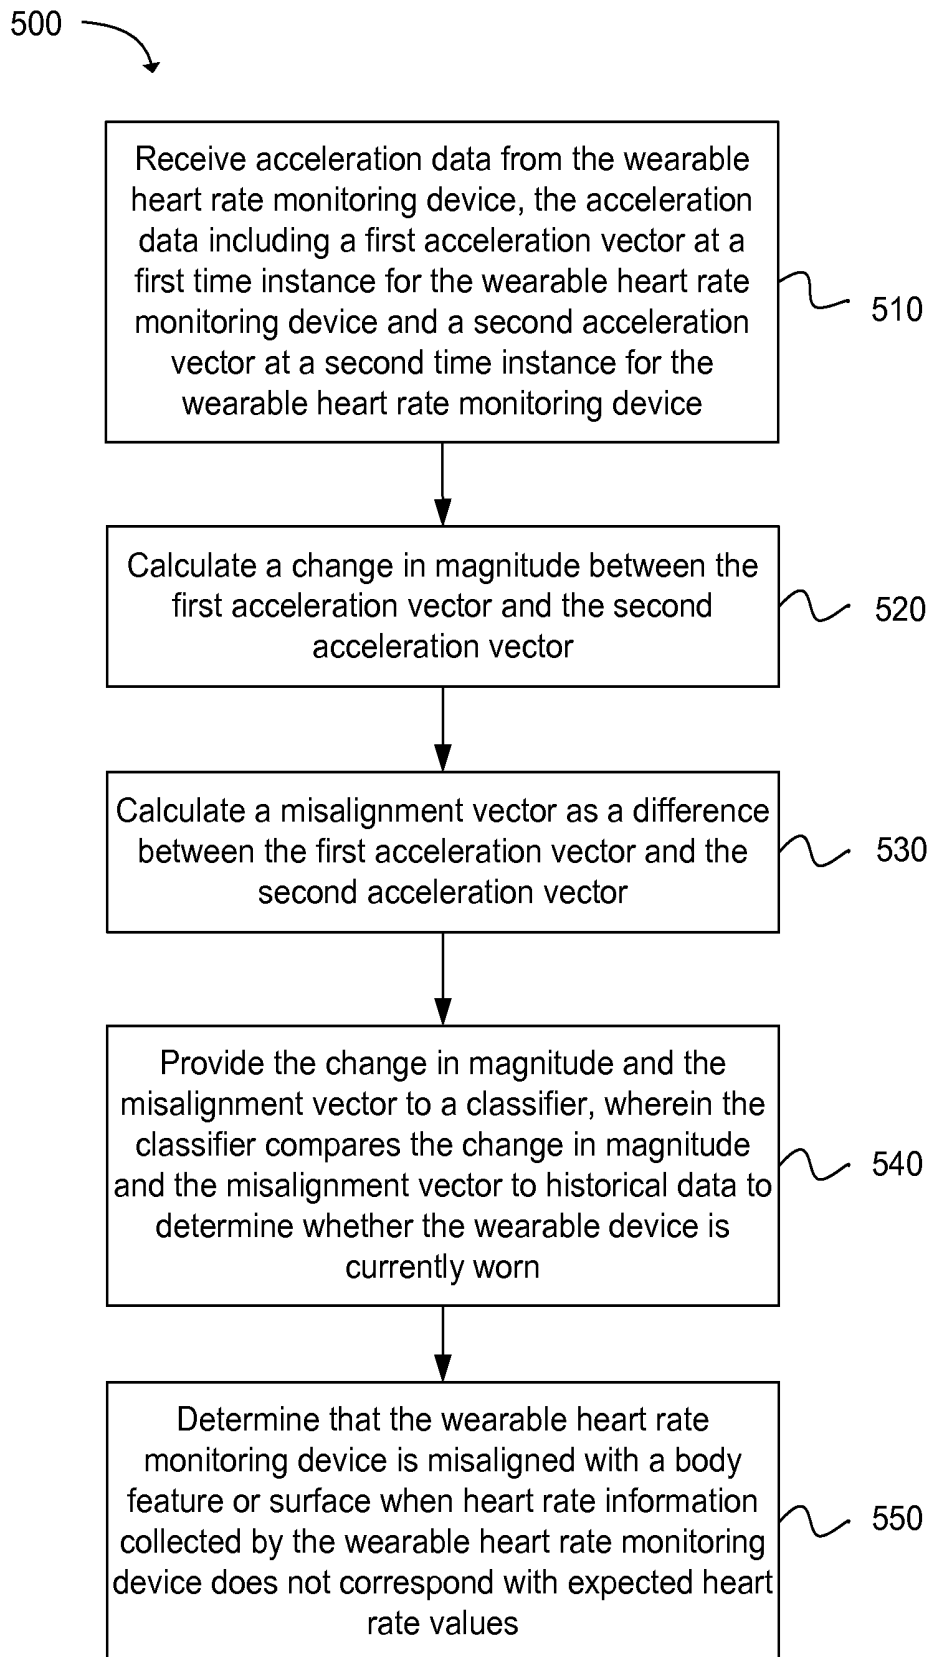 500
Receive acceleration data from the wearable
heart rate monitoring device, the acceleration
data including a first acceleration vector at a
first time instance for the wearable heart rate
monitoring device and a second acceleration
vector at a second time instance for the
wearable heart rate monitoring device
510
Calculate a change in magnitude between the
first acceleration vector and the second
acceleration vector
520
Calculate a misalignment vector as a difference
between the first acceleration vector and the
second acceleration vector
530
Provide the change in magnitude and the
misalignment vector to a classifier, wherein the
classifier compares the change in magnitude
and the misalignment vector to historical data to
determine whether the wearable device is
currently worn
540
Determine that the wearable heart rate
monitoring device is misaligned with a body
feature or surface when heart rate information
collected by the wearable heart rate monitoring
device does not correspond with expected heart
rate values
550